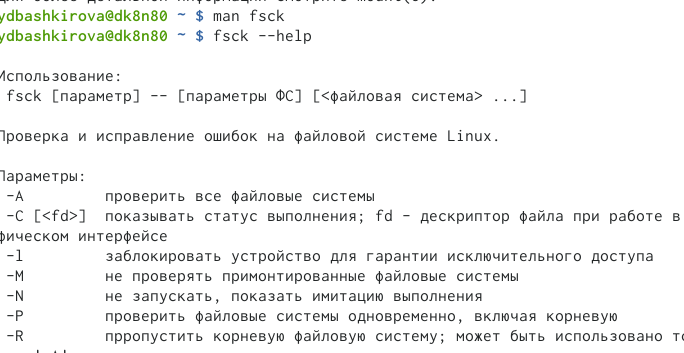 ydbashkirova@dk8n80 ~ $ man fsck
ydbashkirova@dk8n80 ~ $ fsck --help
Использование:
fsck [параметр] -- [параметры ФС] [<файловая система> ...]
Проверка и исправление ошибок на файловой системе Linux.
Параметры:
-A проверить все файловые системы
-C [<fd>] показывать статус выполнения; fd - дескриптор файла при работе в
фическом интерфейсе
-l заблокировать устройство для гарантии исключительного доступа
-M не проверять примонтированные файловые системы
-N не запускать, показать имитацию выполнения
-P проверить файловые системы одновременно, включая корневую
-R прропустить корневую файловую систему; может быть использовано то